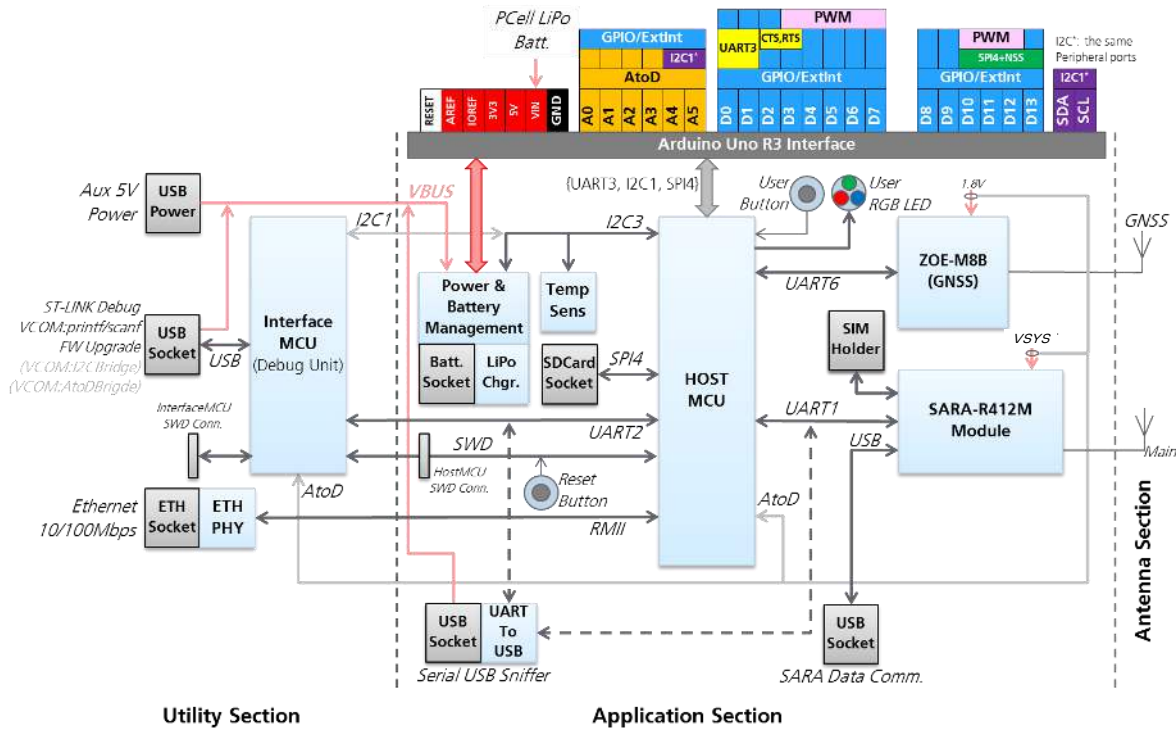 PCell LiPo
Batt.
GPIO/ExtInt
I2C1*
AtoD
PWM
UART3
CTS,RTS
GPIO/ExtInt
PWM
SPI4+NSS
GPIO/ExtInt
I2C*: the same
Peripheral ports
I2C1*
RESET
AREF
IOREF
3V3
5V
VIN
GND
A0
A1
A2
A3
A4
A5
D0
D1
D2
D3
D4
D5
D6
D7
D8
D9
D10
D11
D12
D13
SDA
SCL
Arduino Uno R3 Interface
Aux 5V
Power
USB
Power
VBUS
(UART3, I2C1, SPI4)
User
Button
User
RGB LED
1.8V
GNSS
I2C1
I2C3
ZOE-M8B
(GNSS)
UART6
Power &
Battery
Management
Temp
Sens
ST-LINK Debug
VCOM:printf/scanf
FW Upgrade
(VCOM:I2CBridge)
(VCOM:AtoDBrigde)
USB
Socket
USB
Interface
MCU
(Debug Unit)
Batt.
Socket
LiPo
Chgr.
SDCard
Socket
SPI4
HOST
MCU
SIM
Holder
VSYS
UART1
SARA-R412M
Module
USB
Main
InterfaceMCU
SWD Conn.
UART2
SWD
HostMCU
SWD Conn.
Reset
Button
AtoD
AtoD
Ethernet
10/100Mbps
ETH
Socket
ETH
PHY
RMII
Antenna Section
USB
Socket
UART
To
USB
Serial USB Sniffer
USB
Socket
SARA Data Comm.
Utility Section
Application Section